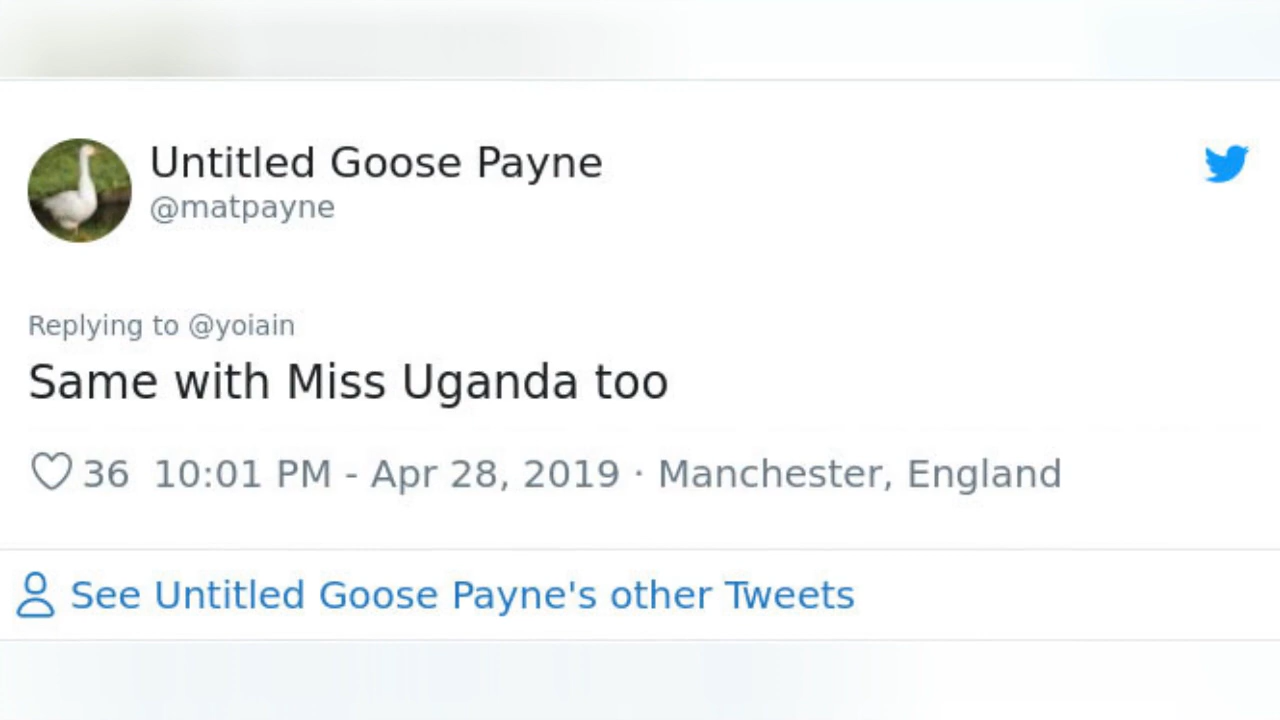 Untitled Goose Payne
@matpayne
Replying to @yoiain
Same with Miss Uganda too
36 10:01 PM - Apr 28, 2019 · Manchester, England
See Untitled Goose Payne's other Tweets